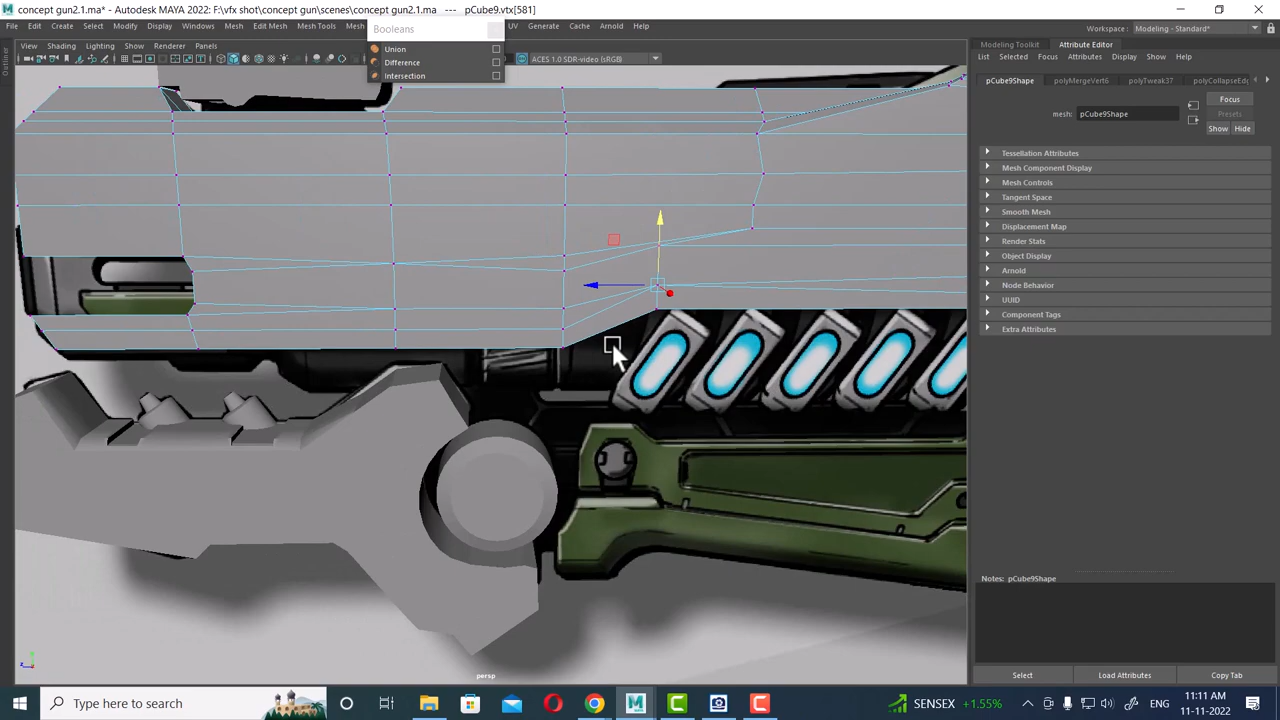 Autodesk MAYA 2022: F:\vfx shot\concept gun\scenes\concept gun2.1.ma* --- pCube9.vtx[581]
File Edit Create Select Modify Display Windows Mesh Edit Mesh Mesh Tools Mesh UV Generate Cache Arnold Help
Workspace: Modeling - Standard*
Booleans
Union
Difference
Intersection
View Shading Lighting Show Renderer Panels
ACES 1.0 SDR-video (sRGB)
Outliner
Modeling Toolkit Attribute Editor
List Selected Focus Attributes Display Show Help
pCube9Shape polyMergeVert6 polyTweak37 polyCollapseEdg
mesh: pCube9Shape
Focus
Presets
Show Hide
Tessellation Attributes
Mesh Component Display
Mesh Controls
Tangent Space
Smooth Mesh
Displacement Map
Render Stats
Object Display
Arnold
Node Behavior
UUID
Component Tags
Extra Attributes
Notes: pCube9Shape
persp
Select Load Attributes Copy Tab
Type here to search
SENSEX +1.55%
ENG
11:11 AM
11-11-2022